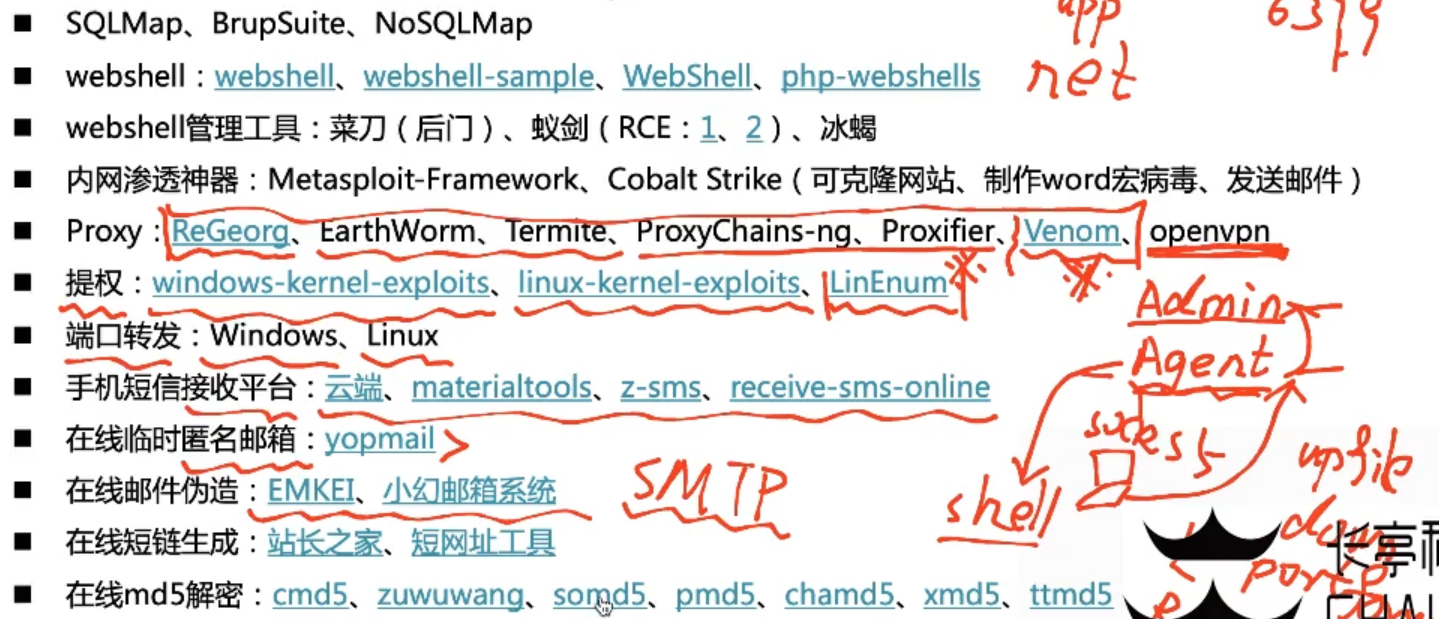 SQLMap、BrupSuite、NoSQLMap
app
6379
webshell：webshell、webshell-sample、WebShell、php-webshells
net
webshell管理工具：菜刀（后门）、蚁剑（RCE：1、2）、冰蝎
内网渗透神器：Metasploit-Framework、Cobalt Strike（可克隆网站、制作word宏病毒、发送邮件）
Proxy：ReGeorg、EarthWorm、Termite、ProxyChains-ng、Proxifier、Venom、openvpn
提权：windows-kernel-exploits、linux-kernel-exploits、LinEnum
Admin
端口转发：Windows、Linux
Agent
手机短信接收平台：云端、materialtools、z-sms、receive-sms-online
socks5
在线临时匿名邮箱：yopmail
upfile
SMTP
在线邮件伪造：EMKEI、小幻邮箱系统
shell
down
长亭科
在线短链生成：站长之家、短网址工具
port
在线md5解密：cmd5、zuwuwang、somd5、pmd5、chamd5、xmd5、ttmd5
CHAI